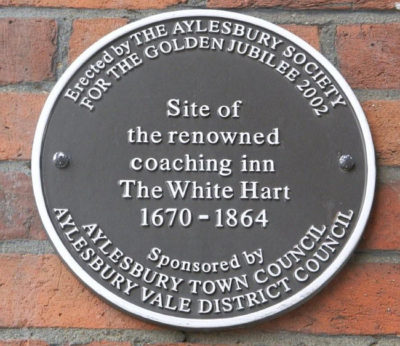 Erected by THE AYLESBURY SOCIETY
FOR THE GOLDEN JUBILEE 2002
Site of
the renowned
coaching inn
The White Hart
1670 - 1864
Sponsored by
AYLESBURY TOWN COUNCIL
AYLESBURY VALE DISTRICT COUNCIL